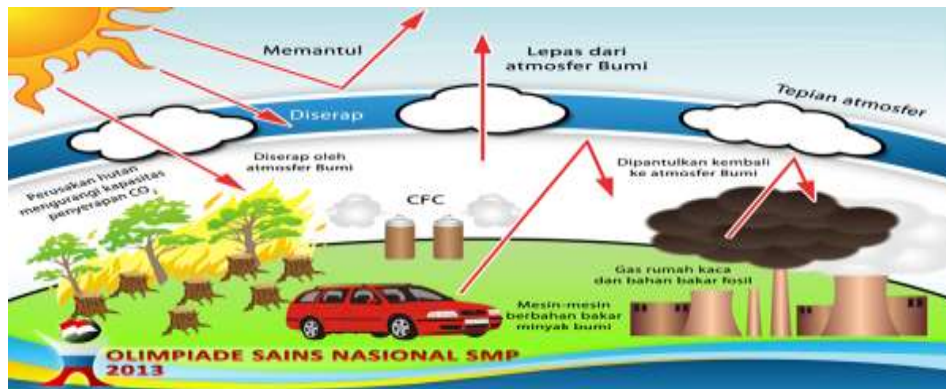 Memantul
Lepas dari
atmosfer Bumi
Tepian atmosfer
Diserap
Diserap oleh
atmosfer Bumi
Dipantulkan kembali
ke atmosfer Bumi
Perusakan hutan
mengurangi kapasitas
penyerapan CO₂
CFC
Gas rumah kaca
dan bahan bakar fosil
Mesin-mesin
berbahan bakar
minyak bumi
OLIMPIADE SAINS NASIONAL SMP
2013